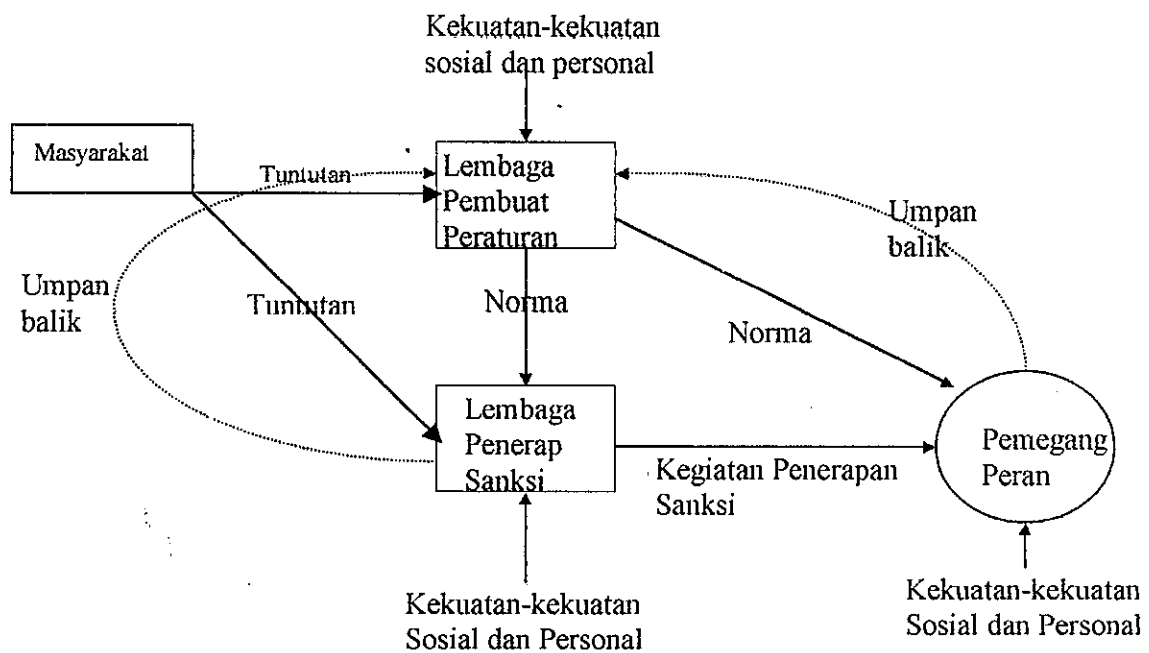 Kekuatan-kekuatan
sosial dan personal
Masyarakat
Tuntutan
Lembaga
Pembuat
Peraturan
Umpan
balik
Umpan
balik
Tuntutan
Norma
Norma
Lembaga
Penerap
Sanksi
Kegiatan Penerapan
Sanksi
Pemegang
Peran
Kekuatan-kekuatan
Sosial dan Personal
Kekuatan-kekuatan
Sosial dan Personal